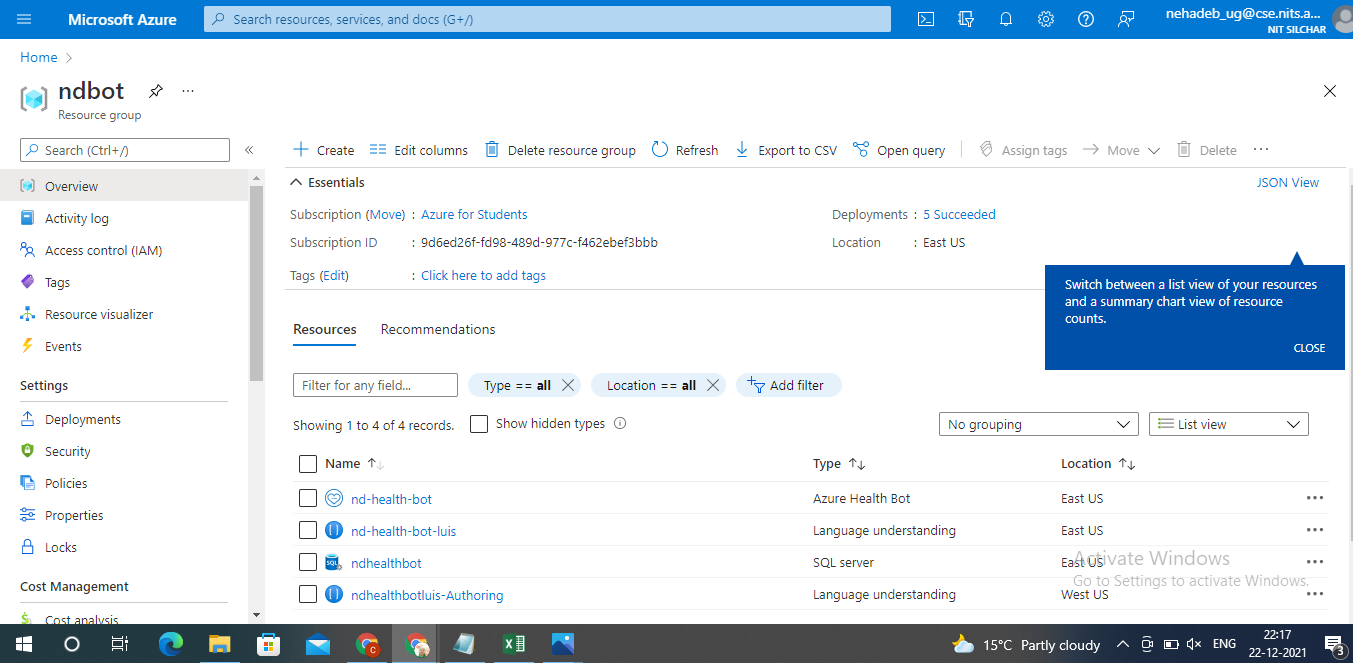 Microsoft Azure
Search resources, services, and docs (G+/)
nehadeb_ug@cse.nits.a...
NIT SILCHAR
Home
ndbot
Resource group
Search (Ctrl+/)
Create Edit columns Delete resource group Refresh Export to CSV Open query Assign tags Move Delete
Overview
Activity log
Access control (IAM)
Tags
Resource visualizer
Events
Settings
Deployments
Security
Policies
Properties
Locks
Cost Management
Cost analysis
Essentials
JSON View
Subscription (Move) : Azure for Students
Deployments : 5 Succeeded
Subscription ID : 9d6ed26f-fd98-489d-977c-f462ebef3bbb
Location : East US
Tags (Edit) : Click here to add tags
Switch between a list view of your resources
and a summary chart view of resource
counts.
CLOSE
Resources Recommendations
Filter for any field...
Type == all
Location == all
Add filter
Showing 1 to 4 of 4 records.
Show hidden types
No grouping
List view
Name Type Location
nd-health-bot Azure Health Bot East US
nd-health-bot-luis Language understanding East US
ndhealthbot SQL server East US
ndhealthbotluis-Authoring Language understanding West US
Activate Windows
Go to Settings to activate Windows.
15°C Partly cloudy
ENG
22:17
22-12-2021
3